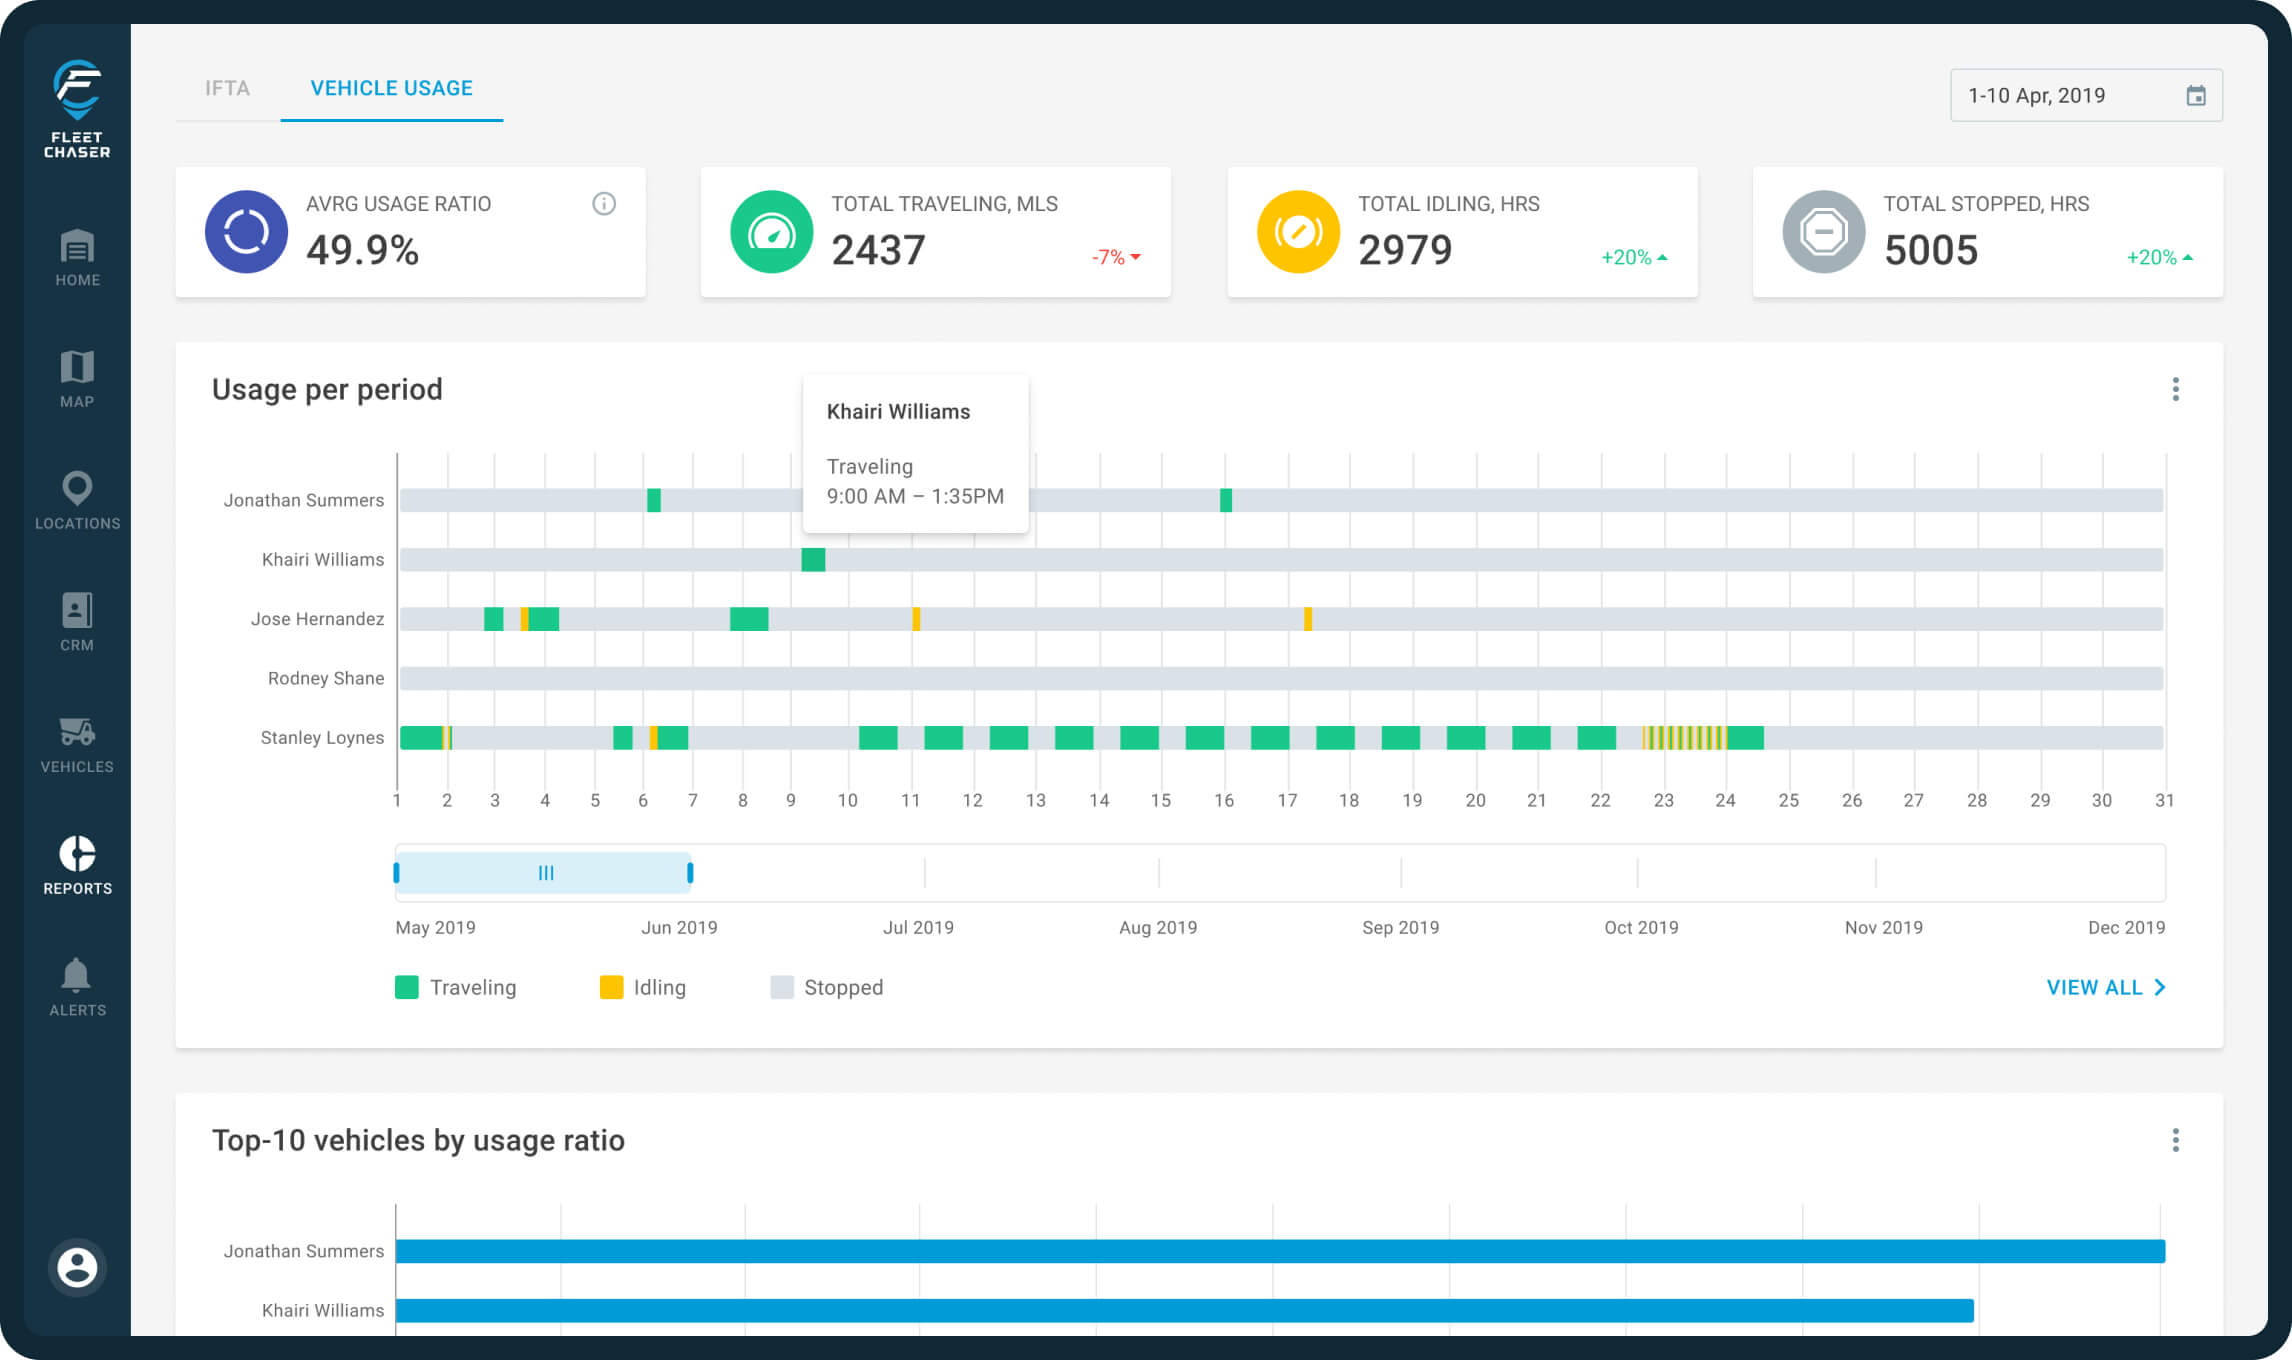 FLEET
CHASER
HOME
MAP
LOCATIONS
CRM
VEHICLES
REPORTS
ALERTS
IFTA
VEHICLE USAGE
1-10 Apr, 2019
AVRG USAGE RATIO
49.9%
TOTAL TRAVELING, MLS
2437
-7%
TOTAL IDLING, HRS
2979
+20%
TOTAL STOPPED, HRS
5005
+20%
Usage per period
Khairi Williams
Traveling
9:00 AM – 1:35PM
Jonathan Summers
Khairi Williams
Jose Hernandez
Rodney Shane
Stanley Loynes
1 2 3 4 5 6 7 8 9 10 11 12 13 14 15 16 17 18 19 20 21 22 23 24 25 26 27 28 29 30 31
May 2019 Jun 2019 Jul 2019 Aug 2019 Sep 2019 Oct 2019 Nov 2019 Dec 2019
Traveling Idling Stopped
VIEW ALL
Top-10 vehicles by usage ratio
Jonathan Summers
Khairi Williams